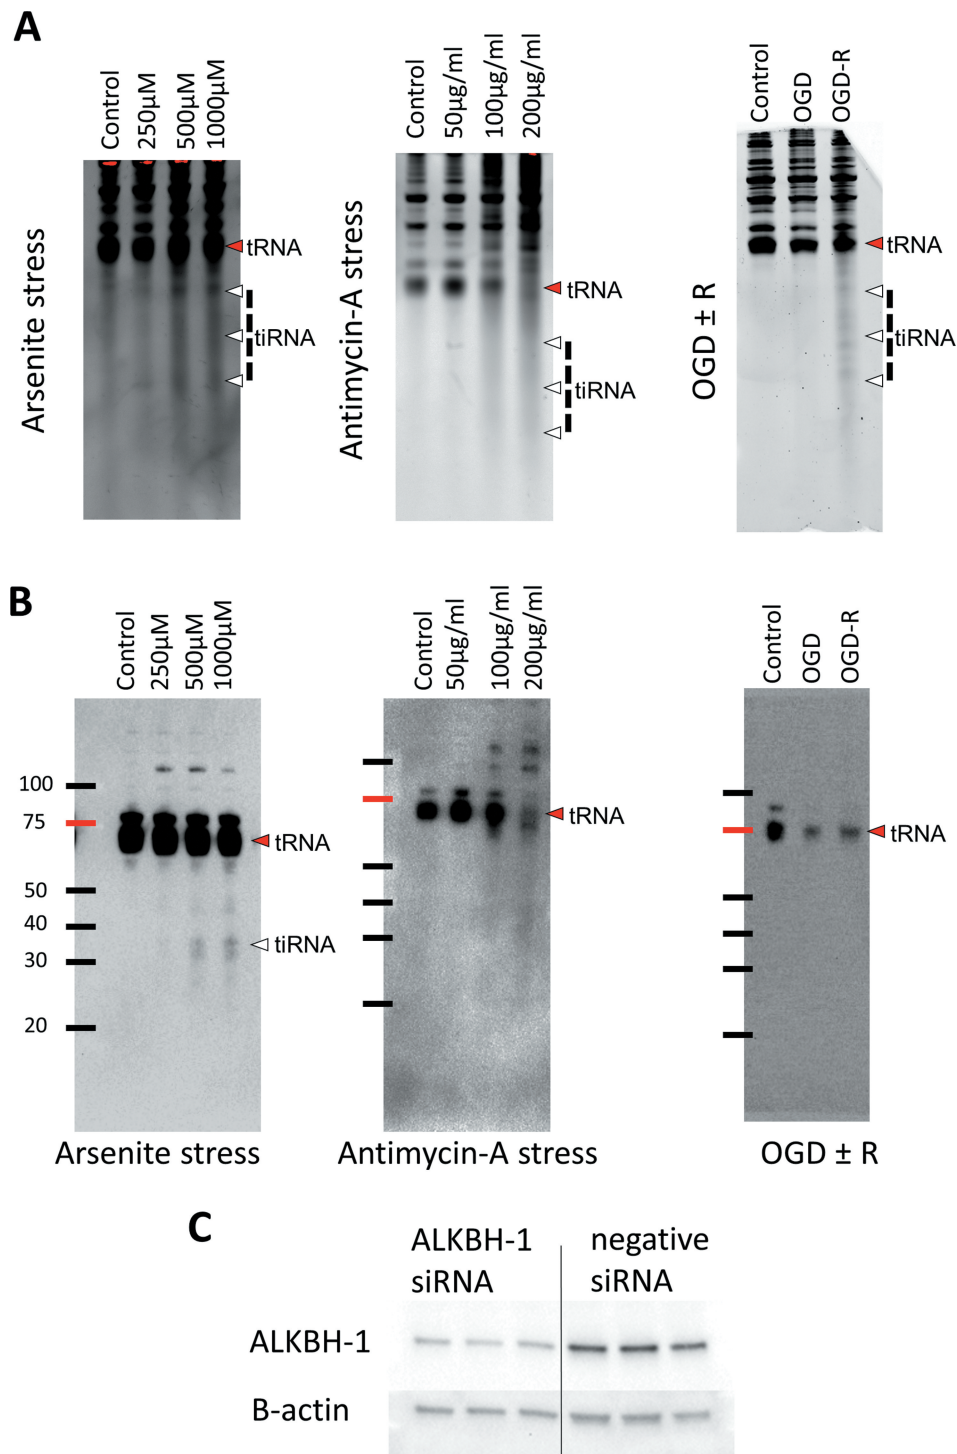 A
Control
250µM
500µM
1000µM
Arsenite stress
tRNA
tiRNA
Control
50µg/ml
100µg/ml
200µg/ml
Antimycin-A stress
tRNA
tiRNA
Control
OGD
OGD-R
OGD ± R
tRNA
tiRNA
B
Control
250µM
500µM
1000µM
100
75
50
40
30
20
tRNA
tiRNA
Arsenite stress
Control
50µg/ml
100µg/ml
200µg/ml
tRNA
Antimycin-A stress
Control
OGD
OGD-R
tRNA
OGD ± R
C
ALKBH-1
siRNA
negative
siRNA
ALKBH-1
B-actin